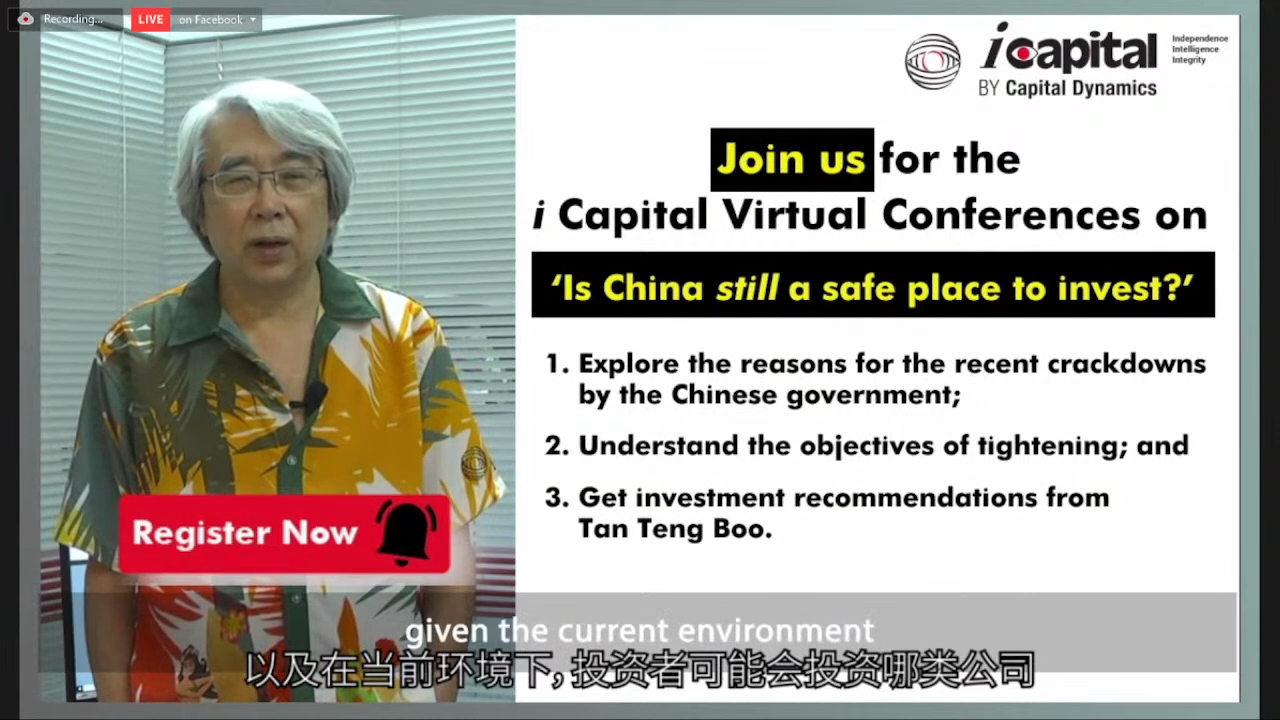 Recording...
LIVE on Facebook
i Capital
Independence
Intelligence
Integrity
BY Capital Dynamics
Join us for the
i Capital Virtual Conferences on
‘Is China still a safe place to invest?’
1. Explore the reasons for the recent crackdowns
by the Chinese government;
2. Understand the objectives of tightening; and
3. Get investment recommendations from
Tan Teng Boo.
Register Now
given the current environment
以及在当前环境下, 投资者可能会投资哪类公司